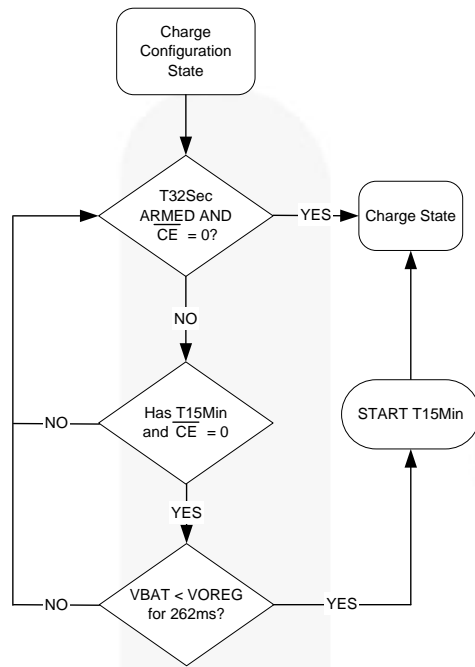 Charge
Configuration
State
T32Sec
ARMED AND
CE = 0?
YES
Charge State
NO
Has T15Min
and CE = 0
NO
START T15Min
YES
VBAT < VOREG
for 262ms?
NO
YES